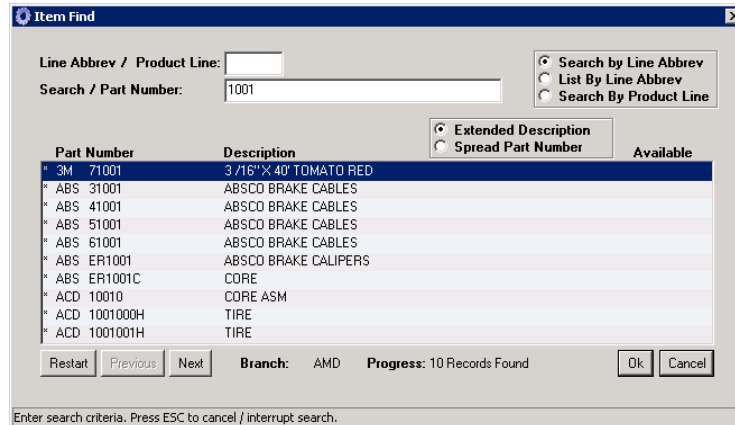 Item Find
Line Abbrev / Product Line:
Search / Part Number: 1001
Search by Line Abbrev
List By Line Abbrev
Search By Product Line
Extended Description
Spread Part Number
Part Number Description Available
* 3M 71001 3/16" X 40' TOMATO RED
* ABS 31001 ABSCO BRAKE CABLES
* ABS 41001 ABSCO BRAKE CABLES
* ABS 51001 ABSCO BRAKE CABLES
* ABS 61001 ABSCO BRAKE CABLES
* ABS ER1001 ABSCO BRAKE CALIPERS
* ABS ER1001C CORE
* ACD 10010 CORE ASM
* ACD 1001000H TIRE
* ACD 1001001H TIRE
Restart Previous Next Branch: AMD Progress: 10 Records Found Ok Cancel
Enter search criteria. Press ESC to cancel / interrupt search.